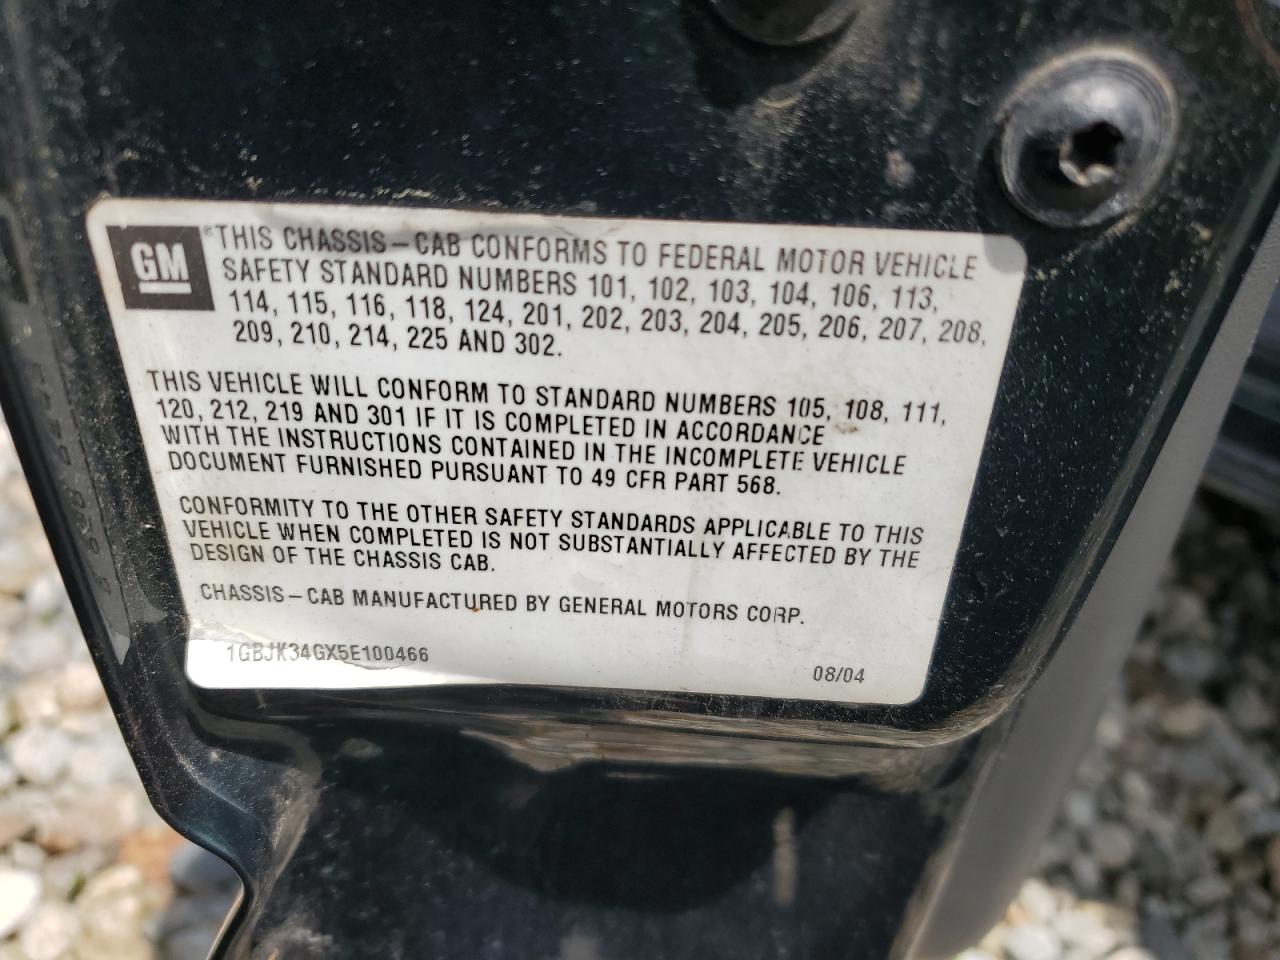 GM
® THIS CHASSIS-CAB CONFORMS TO FEDERAL MOTOR VEHICLE
SAFETY STANDARD NUMBERS 101, 102, 103, 104, 106, 113,
114, 115, 116, 118, 124, 201, 202, 203, 204, 205, 206, 207, 208,
209, 210, 214, 225 AND 302.
THIS VEHICLE WILL CONFORM TO STANDARD NUMBERS 105, 108, 111,
120, 212, 219 AND 301 IF IT IS COMPLETED IN ACCORDANCE
WITH THE INSTRUCTIONS CONTAINED IN THE INCOMPLETE VEHICLE
DOCUMENT FURNISHED PURSUANT TO 49 CFR PART 568.
CONFORMITY TO THE OTHER SAFETY STANDARDS APPLICABLE TO THIS
VEHICLE WHEN COMPLETED IS NOT SUBSTANTIALLY AFFECTED BY THE
DESIGN OF THE CHASSIS CAB.
CHASSIS-CAB MANUFACTURED BY GENERAL MOTORS CORP.
1GBJK34GX5E100466
08/04